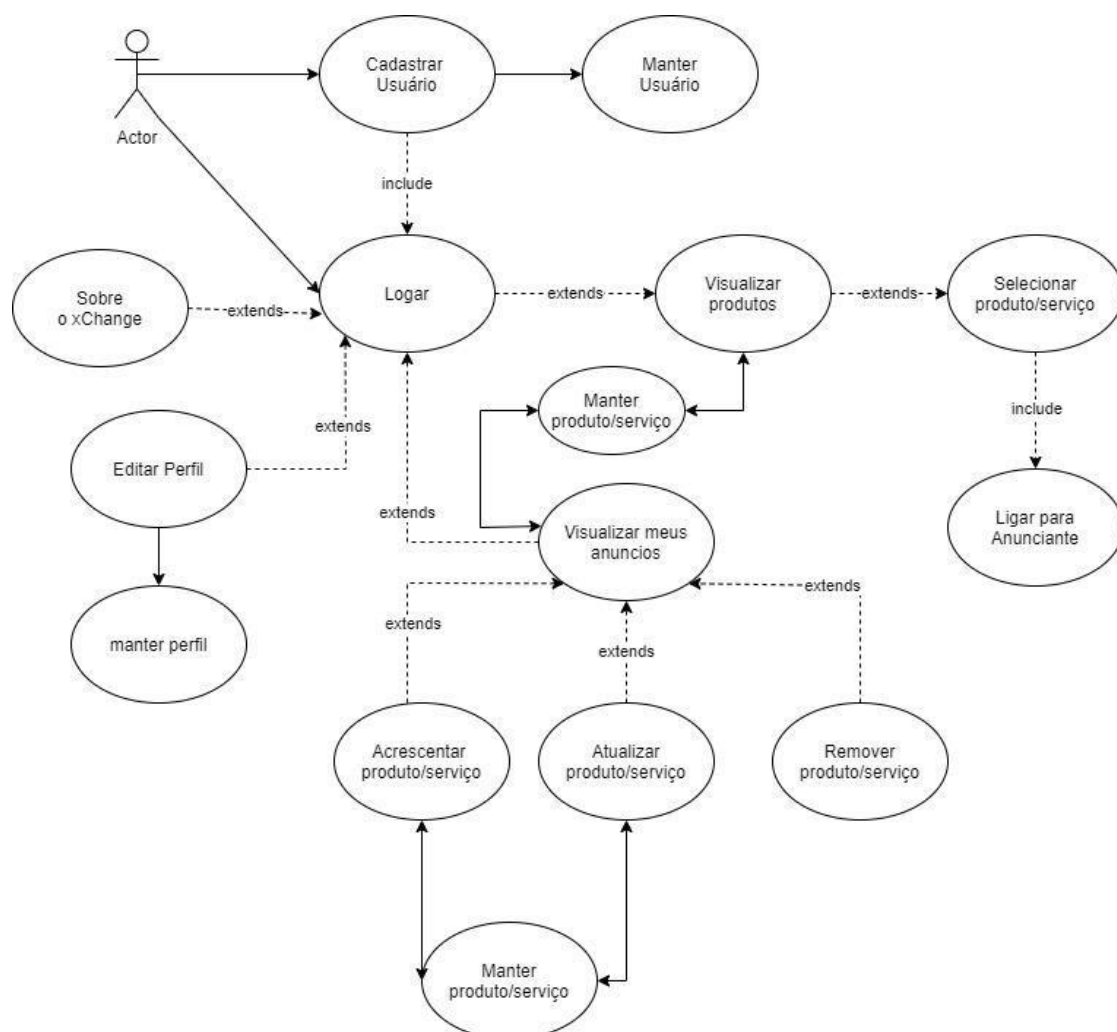 Cadastrar
Usuário
Manter
Usuário
Actor
include
Sobre
o xChange
extends
Logar
extends
Visualizar
produtos
extends
Selecionar
produto/serviço
Manter
produto/serviço
include
extends
Editar Perfil
extends
Visualizar meus
anuncios
Ligar para
Anunciante
manter perfil
extends
extends
extends
Acrescentar
produto/serviço
Atualizar
produto/serviço
Remover
produto/serviço
Manter
produto/serviço